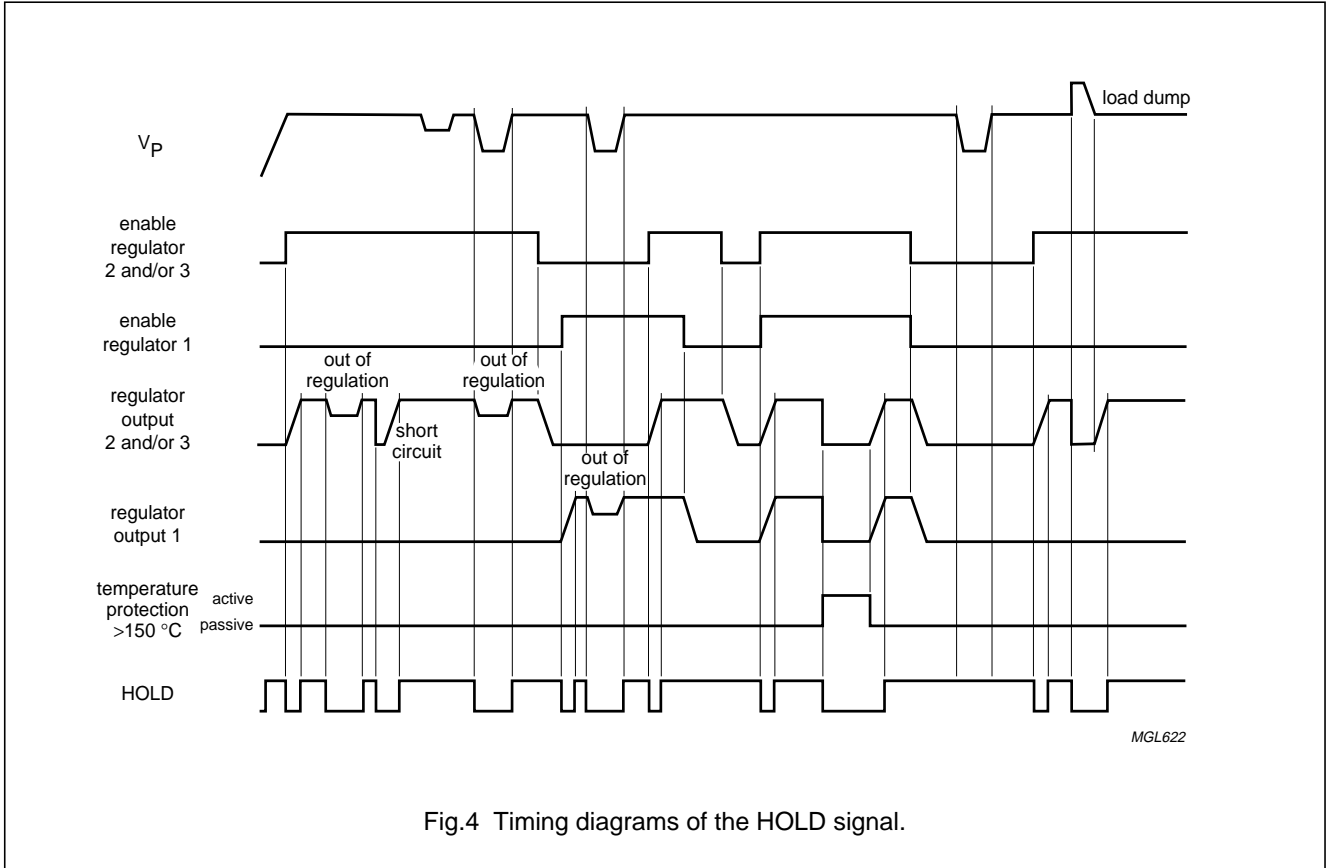 load dump
VP
enable
regulator
2 and/or 3
enable
regulator 1
out of
regulation
out of
regulation
regulator
output
2 and/or 3
short
circuit
out of
regulation
regulator
output 1
temperature
protection
>150 °C
active
passive
HOLD
MGL622
Fig.4 Timing diagrams of the HOLD signal.